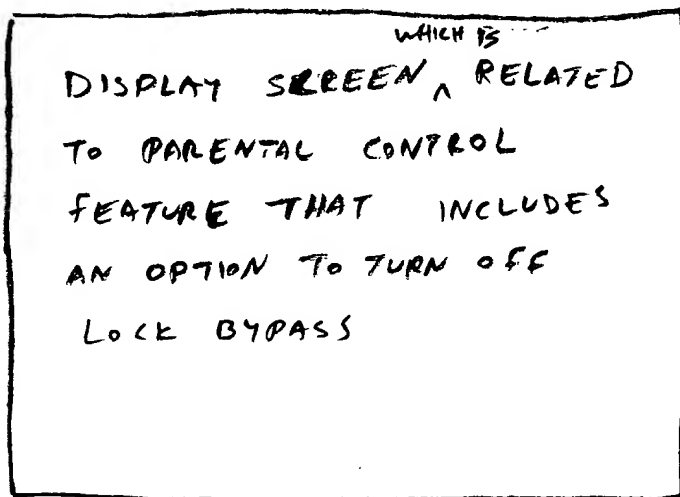 WHICH IS ...
DISPLAY SCREEN ^ RELATED
TO PARENTAL CONTROL
FEATURE THAT INCLUDES
AN OPTION TO TURN OFF
LOCK BYPASS